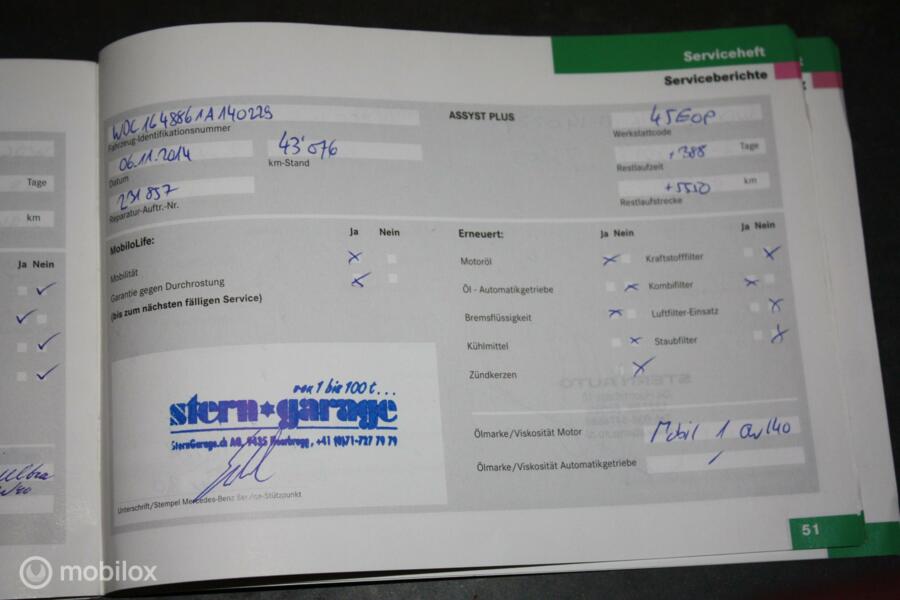 Serviceheft
Serviceberichte
WDC1648861A140229
Fahrzeug-Identifikationsnummer
06.11.2014
Datum
43'076
km-Stand
231857
Reparatur-Auftr.-Nr.
ASSYST PLUS
Werkstattcode
+388 Tage
Restlaufzeit
+5550 km
Restlaufstrecke
Tage
km
Ja Nein
MobiloLife:
Ja Nein
Mobilität
Garantie gegen Durchrostung
(bis zum nächsten fälligen Service)
Erneuert:
Ja Nein
Ja Nein
Motoröl
Kraftstofffilter
Öl - Automatikgetriebe
Kombifilter
Bremsflüssigkeit
Luftfilter-Einsatz
Kühlmittel
Staubfilter
Zündkerzen
von 1 bis 100 t...
stern garage
SternGarage.ch AG, 9435 Heerbrugg, +41 (0)71-727 79 79
Unterschrift/Stempel Mercedes-Benz Service-Stützpunkt
Ölmarke/Viskosität Motor
Mobil 1 0W/40
Ölmarke/Viskosität Automatikgetriebe
51
mobilox